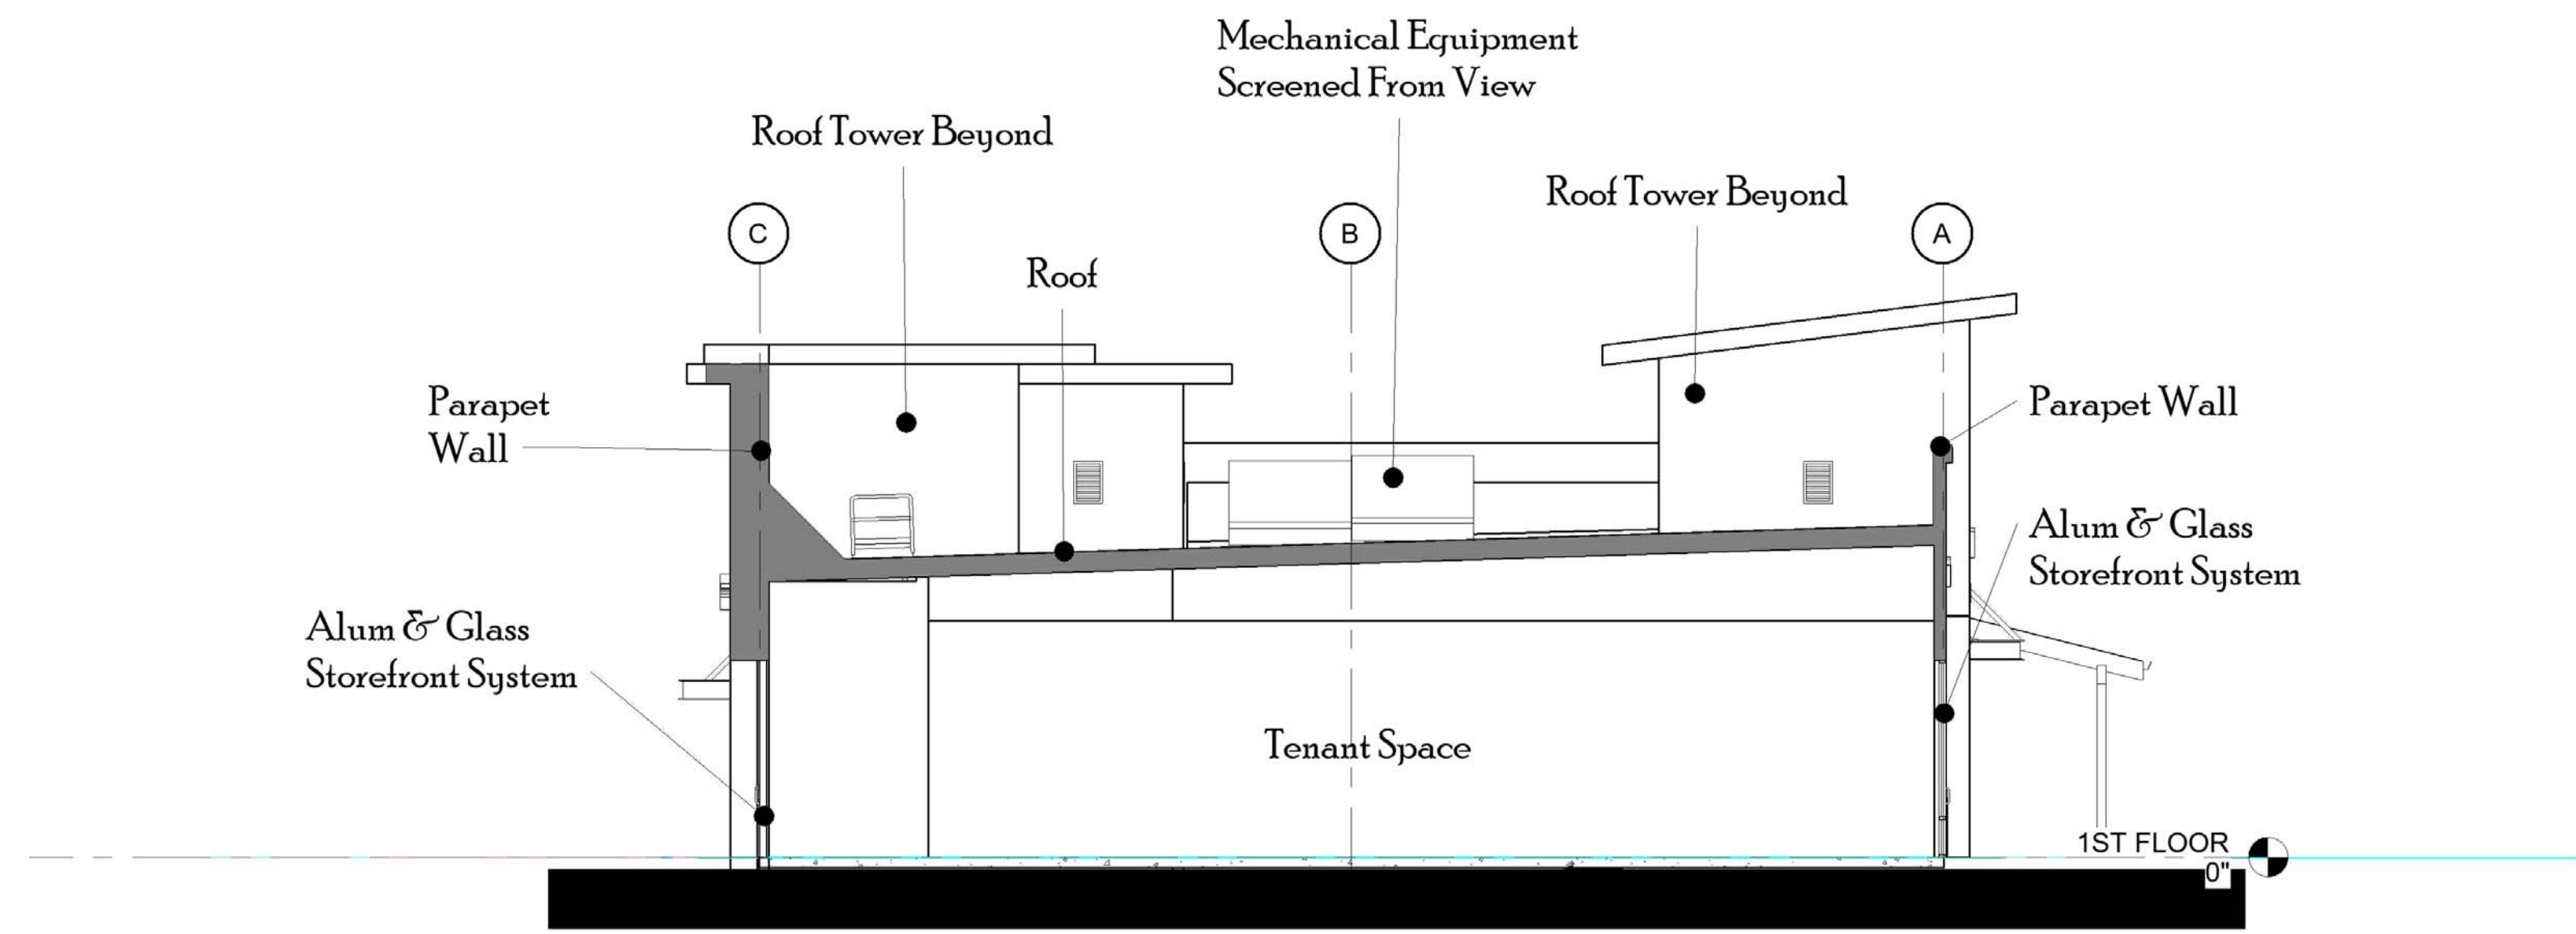 Mechanical Equipment
Screened From View
Roof Tower Beyond
Roof Tower Beyond
C
B
A
Roof
Parapet
Wall
Parapet Wall
Alum & Glass
Storefront System
Alum & Glass
Storefront System
Tenant Space
1ST FLOOR
0"